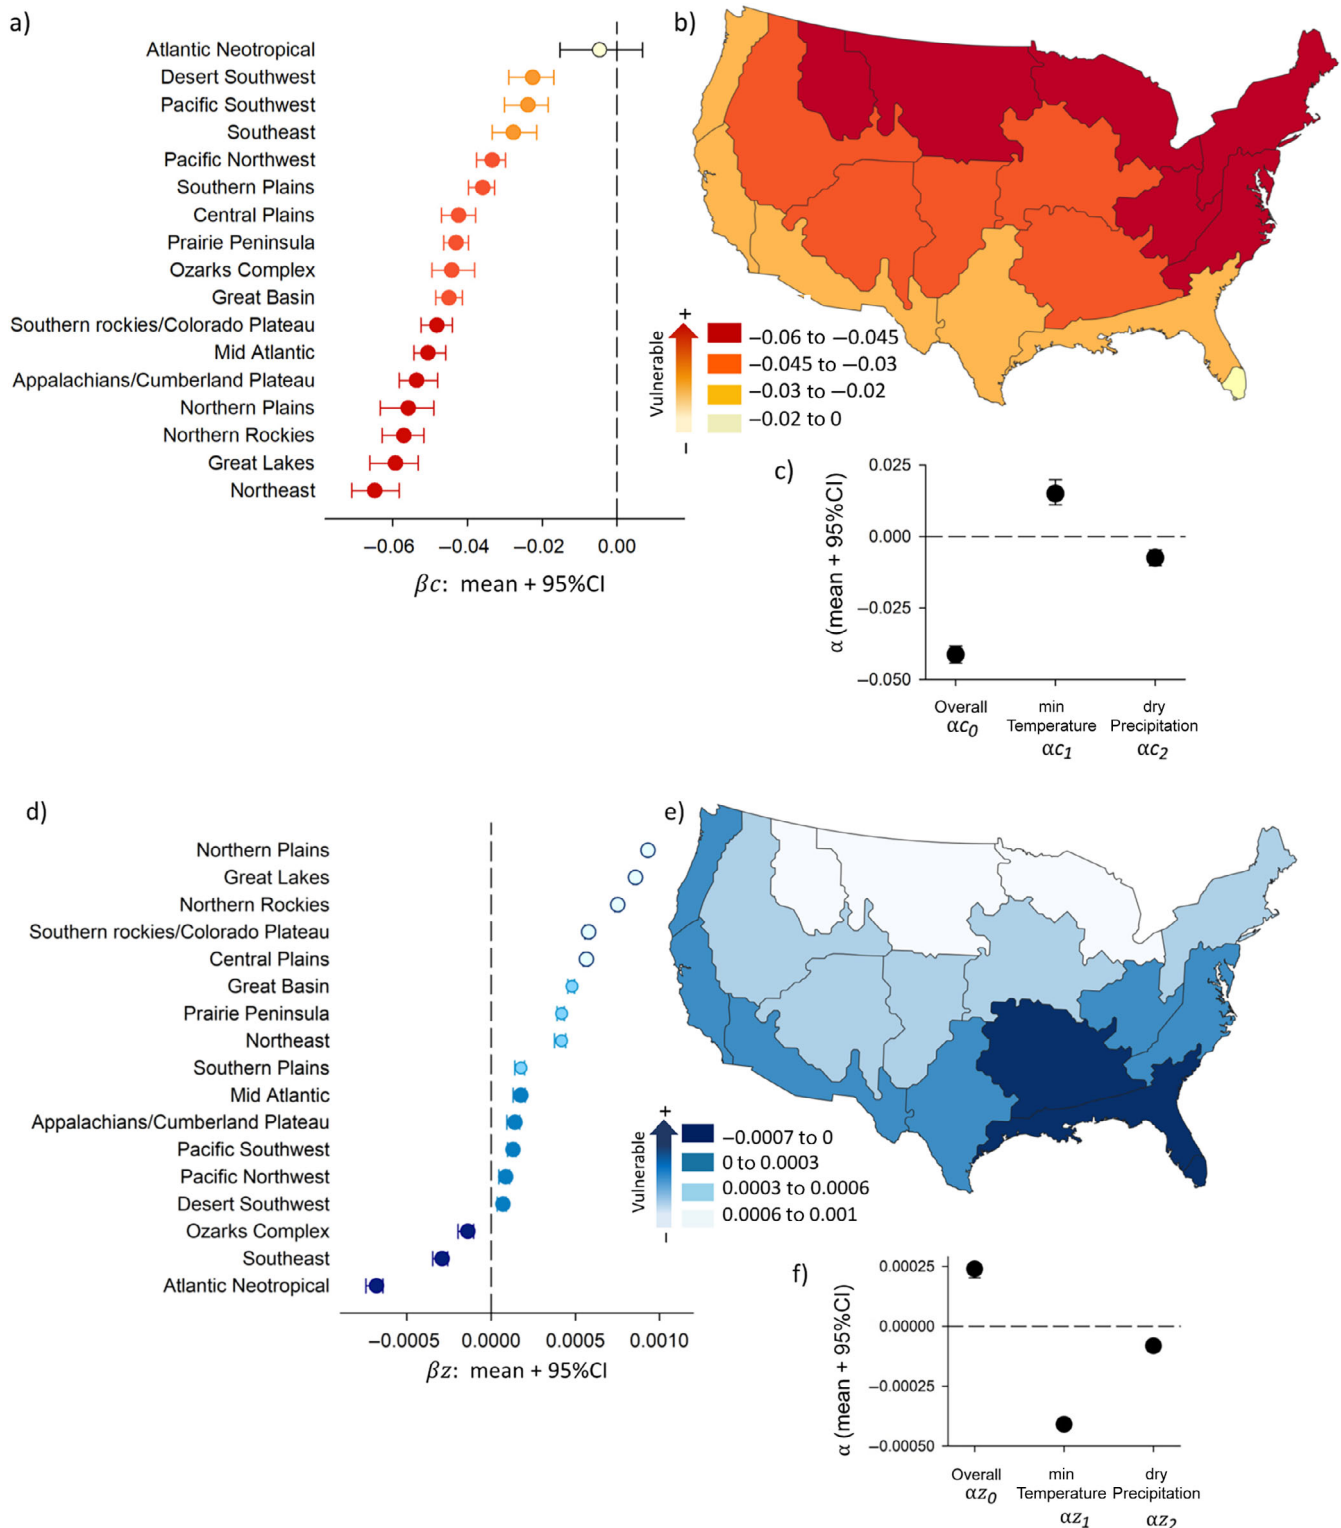 a)
Atlantic Neotropical
Desert Southwest
Pacific Southwest
Southeast
Pacific Northwest
Southern Plains
Central Plains
Prairie Peninsula
Ozarks Complex
Great Basin
Southern rockies/Colorado Plateau
Mid Atlantic
Appalachians/Cumberland Plateau
Northern Plains
Northern Rockies
Great Lakes
Northeast
−0.06 −0.04 −0.02 0.00
βc: mean + 95%CI
b)
+
Vulnerable
−
−0.06 to −0.045
−0.045 to −0.03
−0.03 to −0.02
−0.02 to 0
c)
α (mean + 95%CI)
0.025
0.000
−0.025
−0.050
Overall
αc0
min
Temperature
αc1
dry
Precipitation
αc2
d)
Northern Plains
Great Lakes
Northern Rockies
Southern rockies/Colorado Plateau
Central Plains
Great Basin
Prairie Peninsula
Northeast
Southern Plains
Mid Atlantic
Appalachians/Cumberland Plateau
Pacific Southwest
Pacific Northwest
Desert Southwest
Ozarks Complex
Southeast
Atlantic Neotropical
−0.0005 0.0000 0.0005 0.0010
βz: mean + 95%CI
e)
+
Vulnerable
−
−0.0007 to 0
0 to 0.0003
0.0003 to 0.0006
0.0006 to 0.001
f)
α (mean + 95%CI)
0.00025
0.00000
−0.00025
−0.00050
Overall
αz0
min
Temperature
αz1
dry
Precipitation
αz2